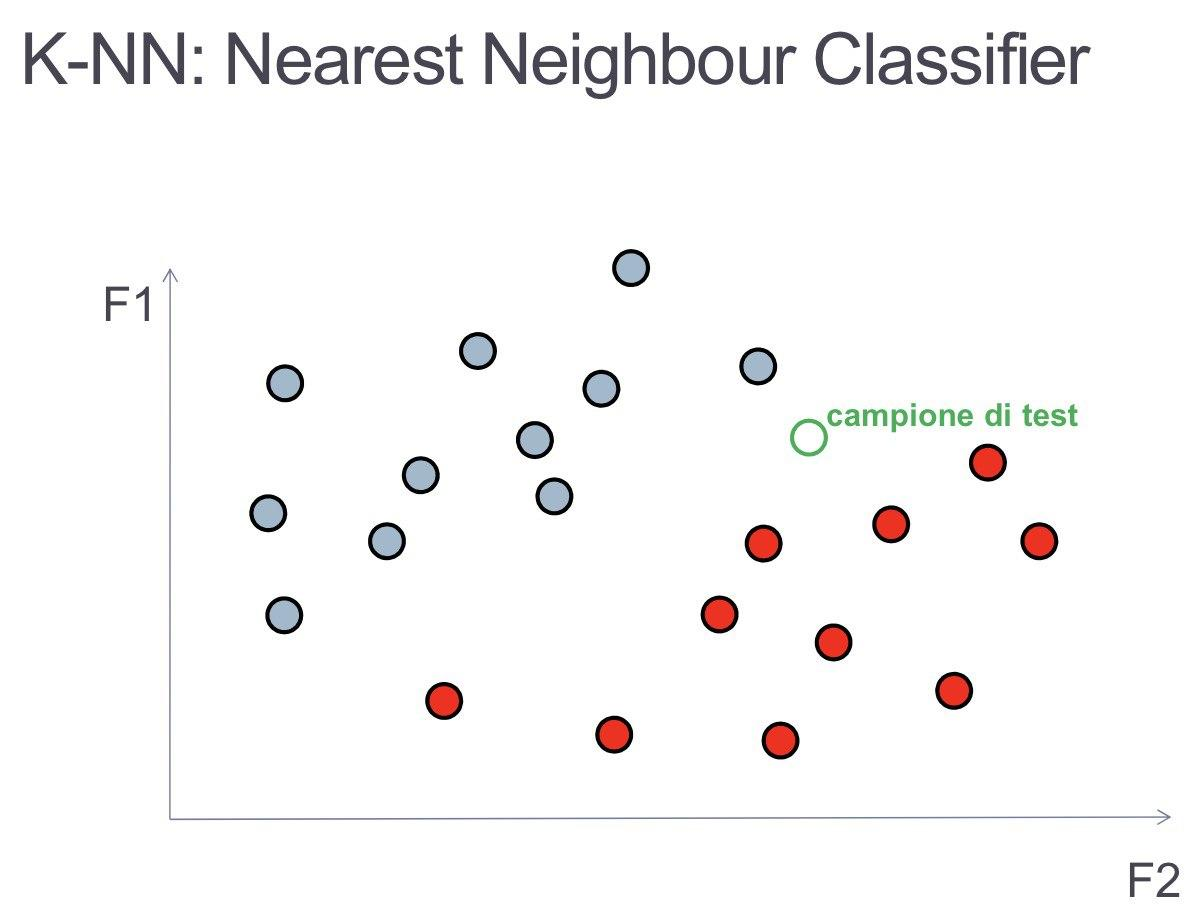 K-NN: Nearest Neighbour Classifier
F1
campione di test
F2